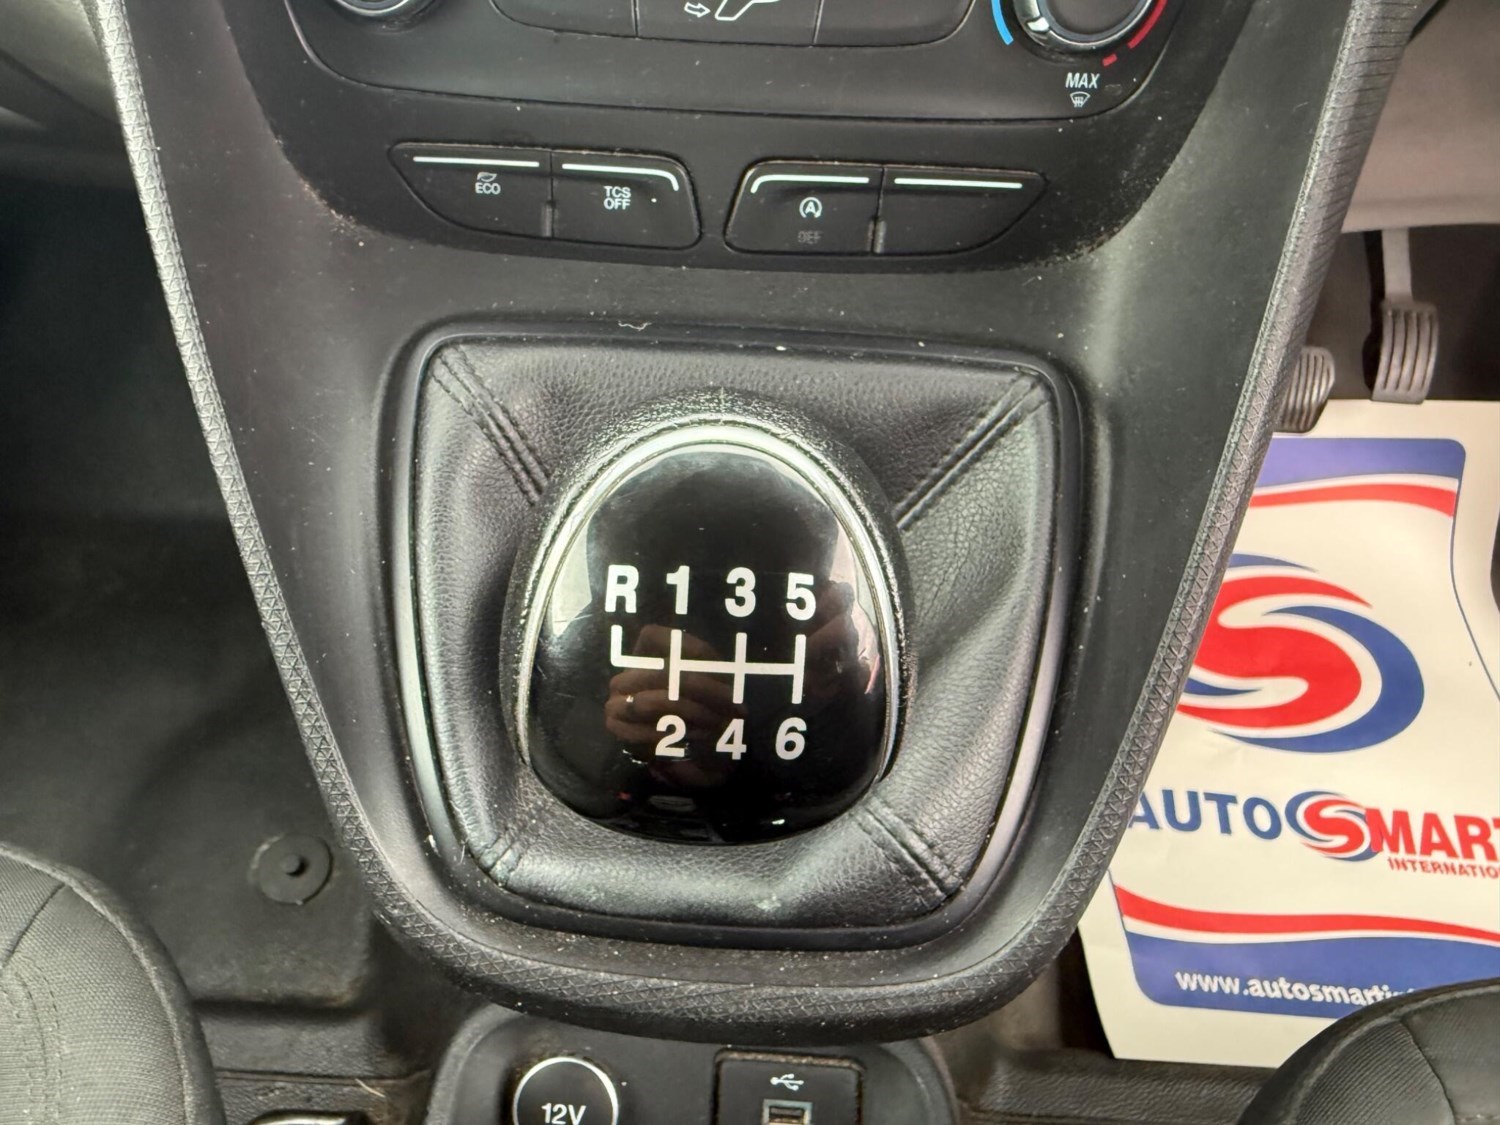 MAX
ECO
TCS
OFF
A
OFF
R 1 3 5
2 4 6
AUTOSMART
INTERNATIO
www.autosmarti
12V